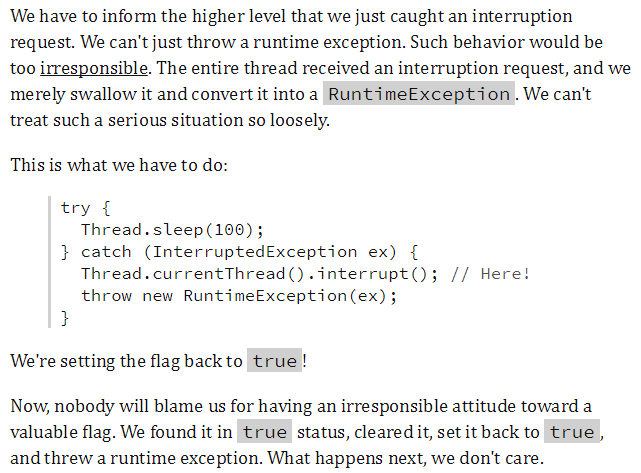 We have to inform the higher level that we just caught an interruption
request. We can't just throw a runtime exception. Such behavior would be
too irresponsible. The entire thread received an interruption request, and we
merely swallow it and convert it into a RuntimeException. We can't
treat such a serious situation so loosely.
This is what we have to do:
try {
  Thread.sleep(100);
} catch (InterruptedException ex) {
  Thread.currentThread().interrupt(); // Here!
  throw new RuntimeException(ex);
}
We're setting the flag back to true!
Now, nobody will blame us for having an irresponsible attitude toward a
valuable flag. We found it in true status, cleared it, set it back to true,
and threw a runtime exception. What happens next, we don't care.